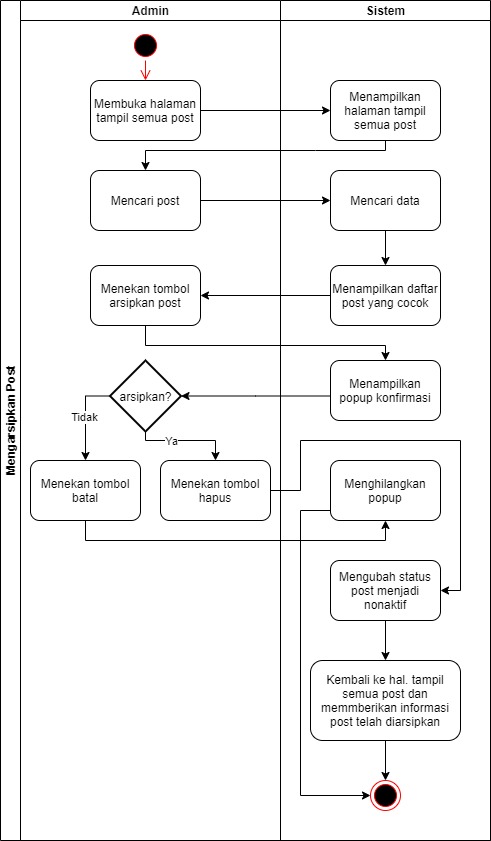 Admin
Sistem
Mengarsipkan Post
Membuka halaman
tampil semua post
Menampilkan
halaman tampil
semua post
Mencari post
Mencari data
Menekan tombol
arsipkan post
Menampilkan daftar
post yang cocok
arsipkan?
Menampilkan
popup konfirmasi
Tidak
Ya
Menekan tombol
batal
Menekan tombol
hapus
Menghilangkan
popup
Mengubah status
post menjadi
nonaktif
Kembali ke hal. tampil
semua post dan
memmberikan informasi
post telah diarsipkan